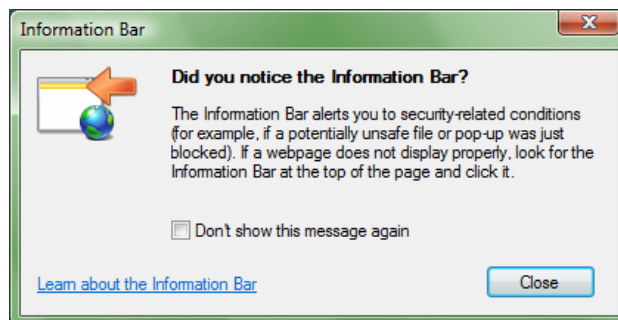 Information Bar
Did you notice the Information Bar?
The Information Bar alerts you to security-related conditions
(for example, if a potentially unsafe file or pop-up was just
blocked). If a webpage does not display properly, look for the
Information Bar at the top of the page and click it.
Don't show this message again
Learn about the Information Bar
Close